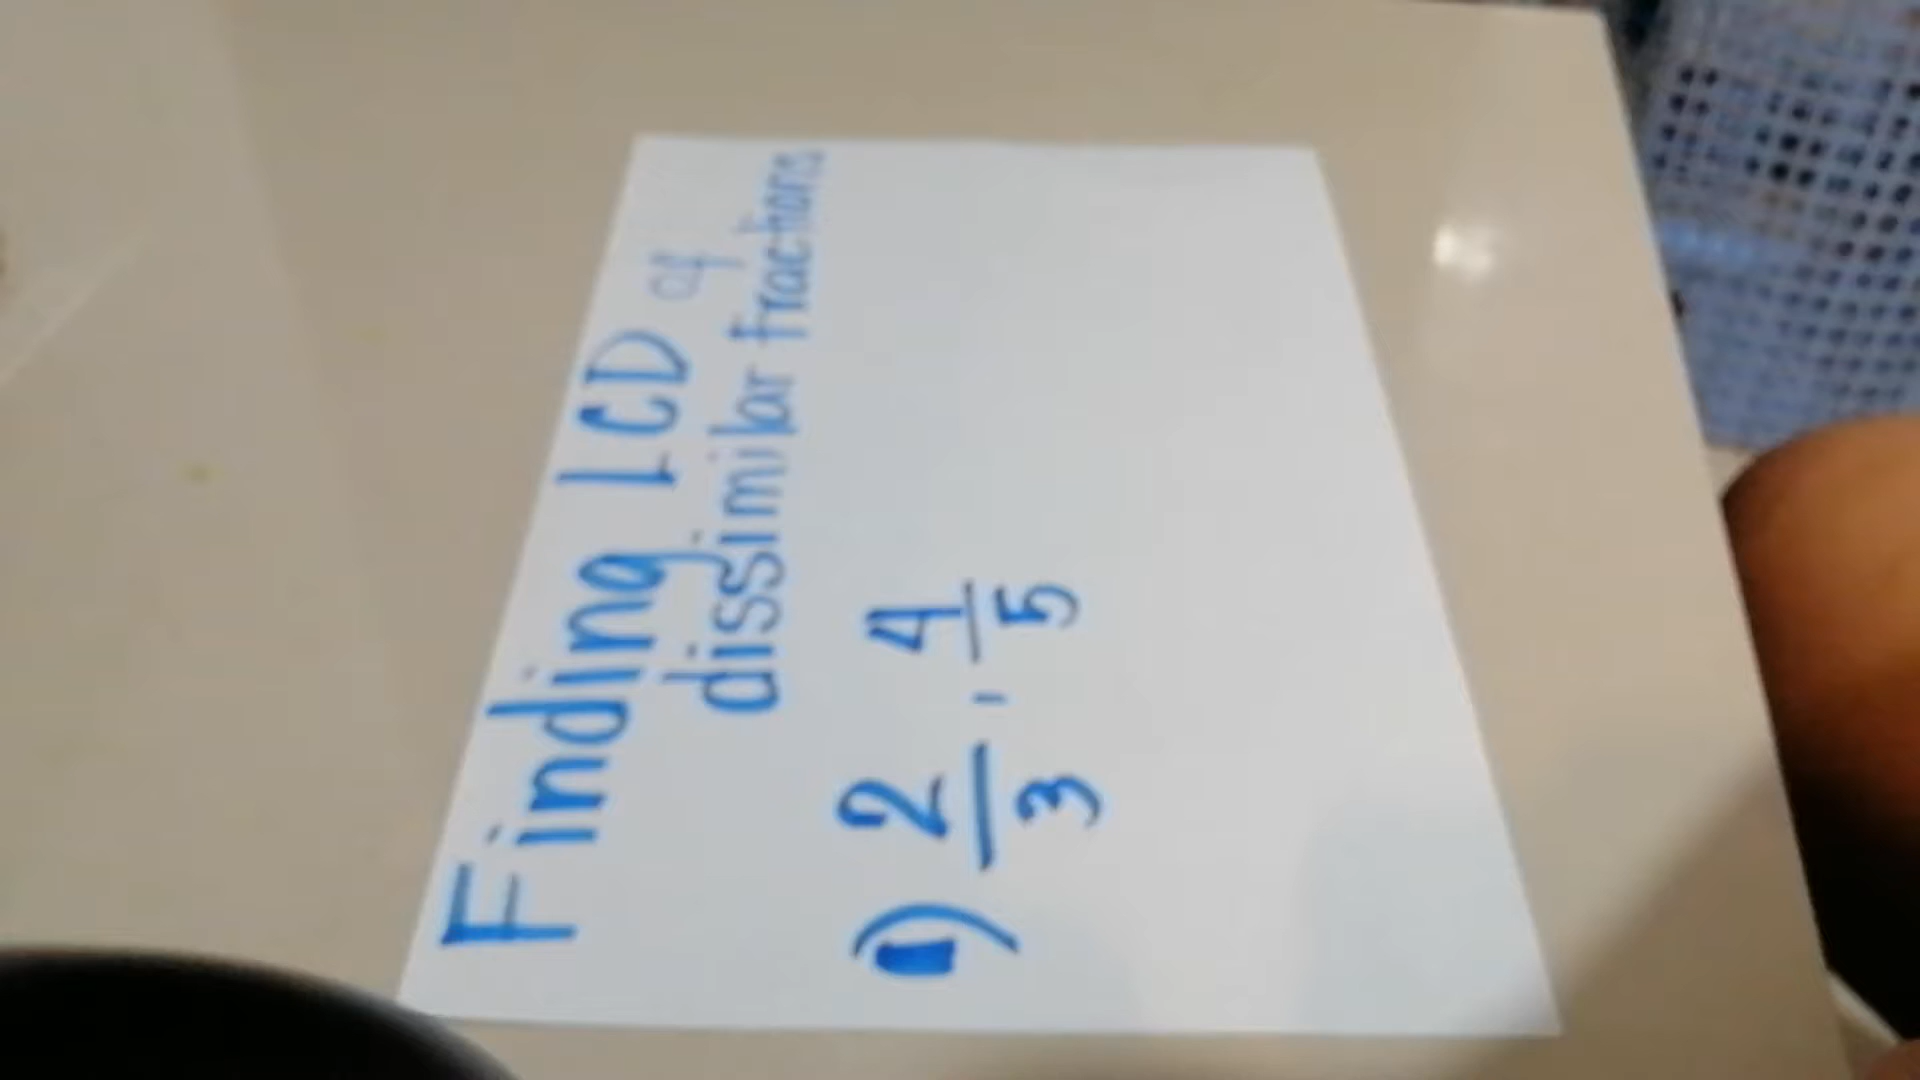 Finding LCD of
dissimilar fractions
1) 2/3 , 4/5